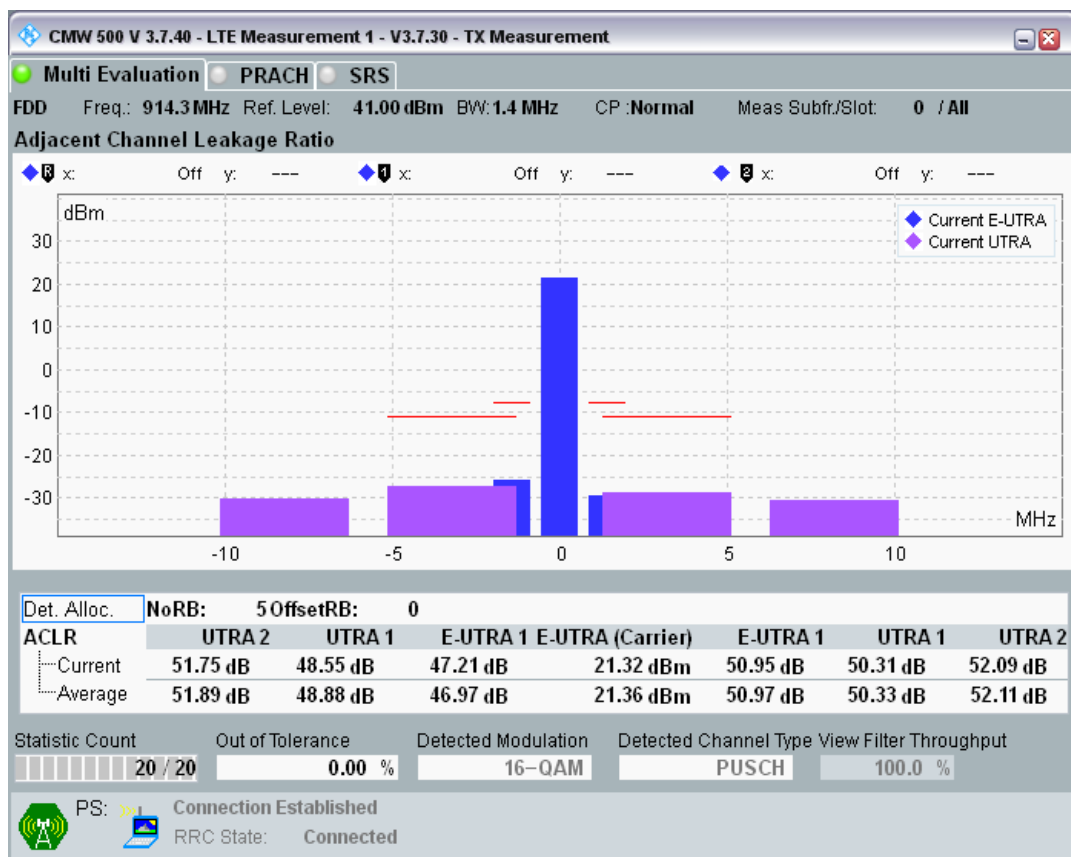 CMW 500 V 3.7.40 - LTE Measurement 1 - V3.7.30 - TX Measurement
Multi Evaluation PRACH SRS
FDD Freq.: 914.3 MHz Ref. Level: 41.00 dBm BW: 1.4 MHz CP :Normal Meas Subfr./Slot: 0 / All
Adjacent Channel Leakage Ratio
R x: Off y: --- 1 x: Off y: --- 2 x: Off y: ---
dBm
Current E-UTRA
Current UTRA
30
20
10
0
-10
-20
-30
MHz
-10 -5 0 5 10
Det. Alloc. NoRB: 5 OffsetRB: 0
ACLR UTRA 2 UTRA 1 E-UTRA 1 E-UTRA (Carrier) E-UTRA 1 UTRA 1 UTRA 2
Current 51.75 dB 48.55 dB 47.21 dB 21.32 dBm 50.95 dB 50.31 dB 52.09 dB
Average 51.89 dB 48.88 dB 46.97 dB 21.36 dBm 50.97 dB 50.33 dB 52.11 dB
Statistic Count Out of Tolerance Detected Modulation Detected Channel Type View Filter Throughput
20 / 20 0.00 % 16-QAM PUSCH 100.0 %
PS: Connection Established
RRC State: Connected